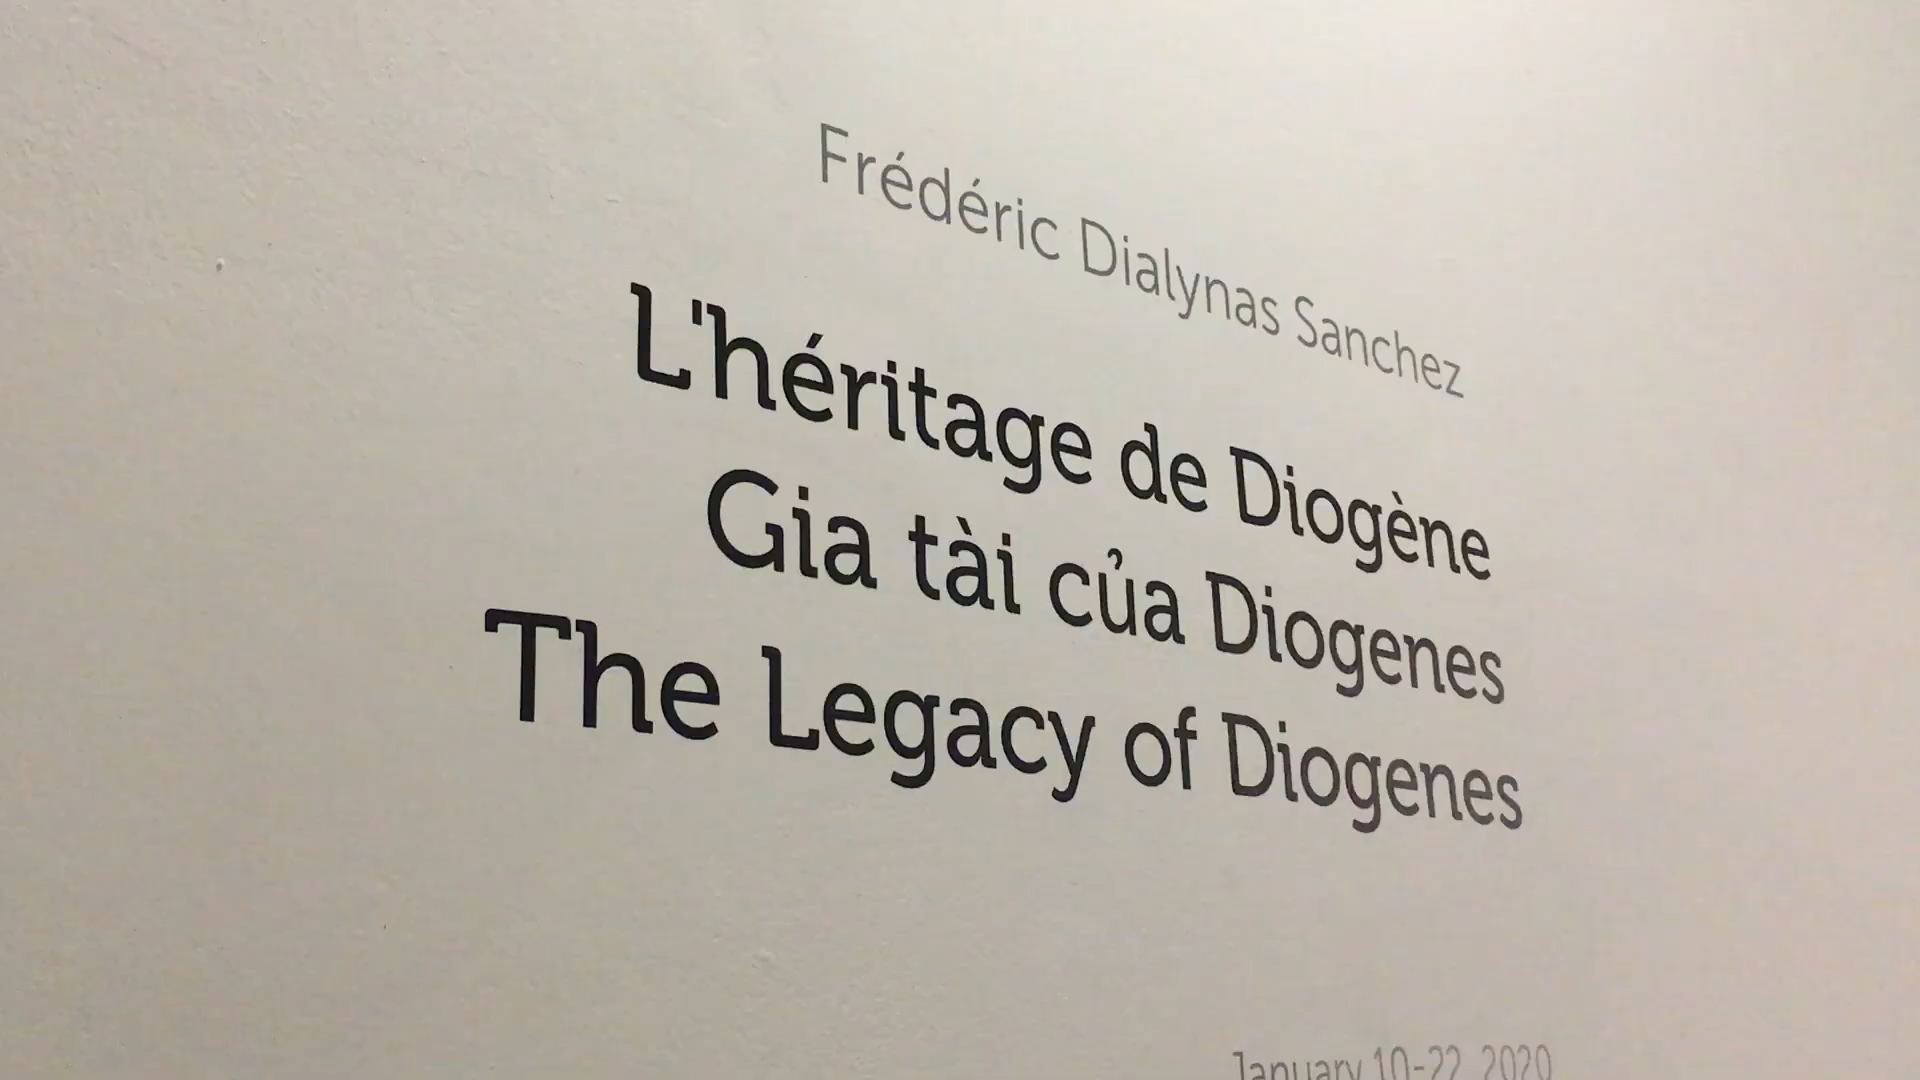 Frédéric Dialynas Sanchez
L'héritage de Diogène
Gia tài của Diogenes
The Legacy of Diogenes
January 10-22, 2020